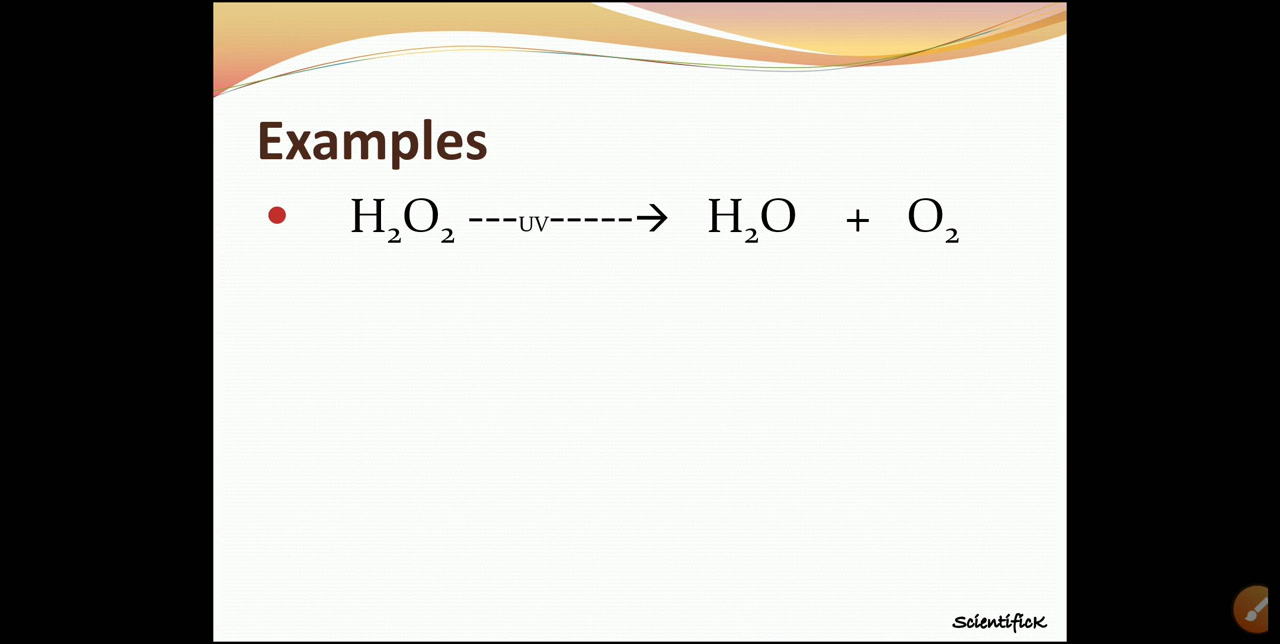 Examples
• H₂O₂ ---UV-----→ H₂O + O₂
ScientificK